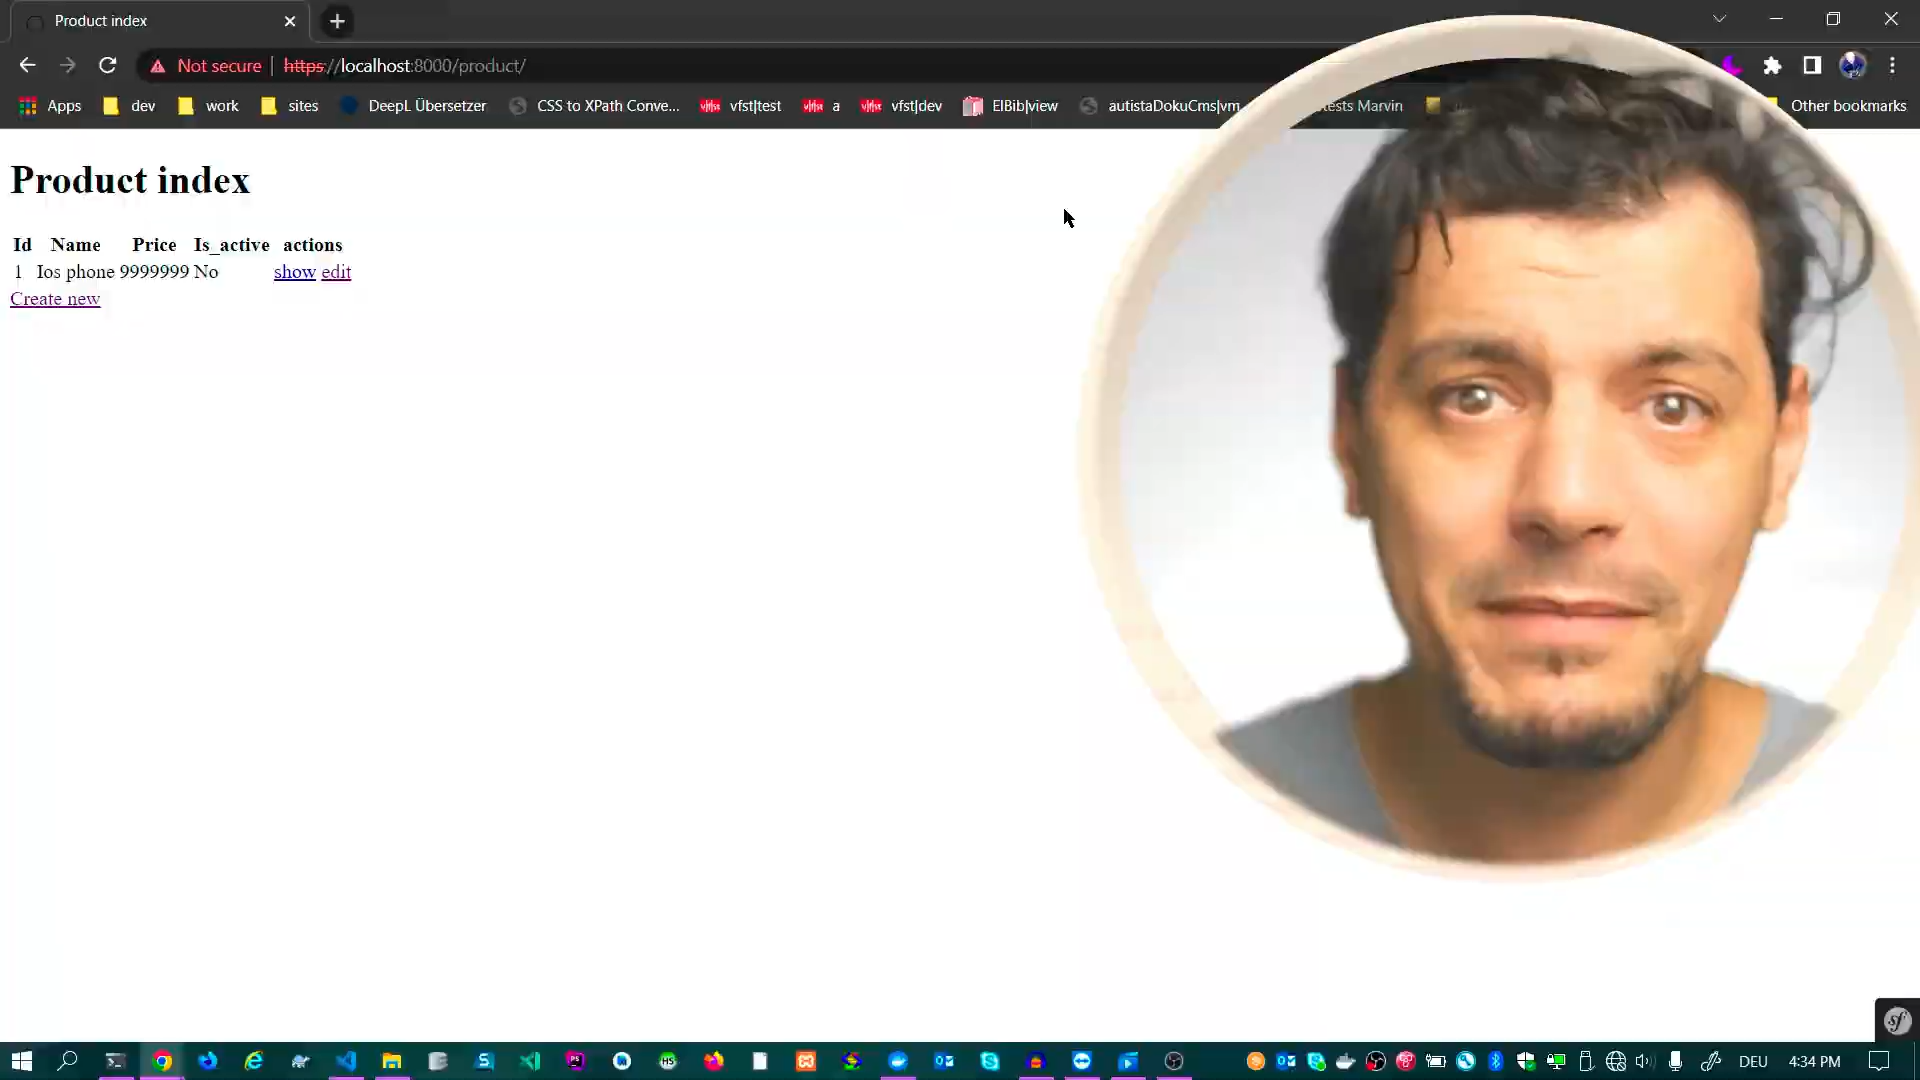 Product index
Not secure
https://localhost:8000/product/
Apps dev work sites DeepL Übersetzer CSS to XPath Conve... vfst|test a vfst|dev ElBib|view autistaDokuCms|vm tests Marvin Other bookmarks
Product index
Id Name Price Is_active actions
1 Ios phone 9999999 No show edit
Create new
sf
DEU 4:34 PM